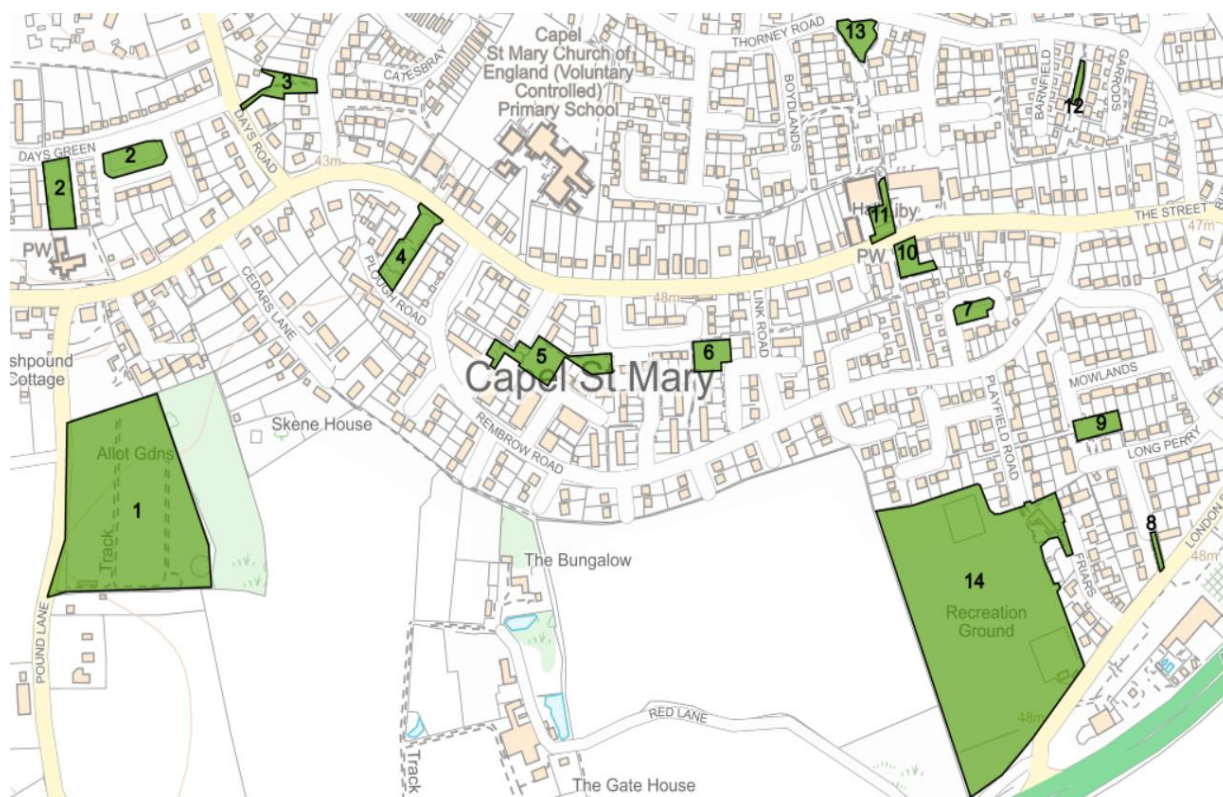 Capel
St Mary Church of
England (Voluntary
Controlled)
Primary School
THORNEY ROAD
13
CATESBRAY
BOYDLANDS
BARNFIELD
GARRODS
12
3
DAYS ROAD
DAYS GREEN
43m
2
2
PW
THE STREET
47m
11
10
PW
4
PLOUGH ROAD
CEDARS LANE
48m
LINK ROAD
7
5
6
shpound
Cottage
Capel St Mary
MOWLANDS
PLAYFIELD ROAD
9
LONG PERRY
Skene House
REMBROW ROAD
Allot Gdns
1
Track
8
LONDON
48m
The Bungalow
FRIARS
14
Recreation
Ground
POUND LANE
RED LANE
48m
Track
The Gate House